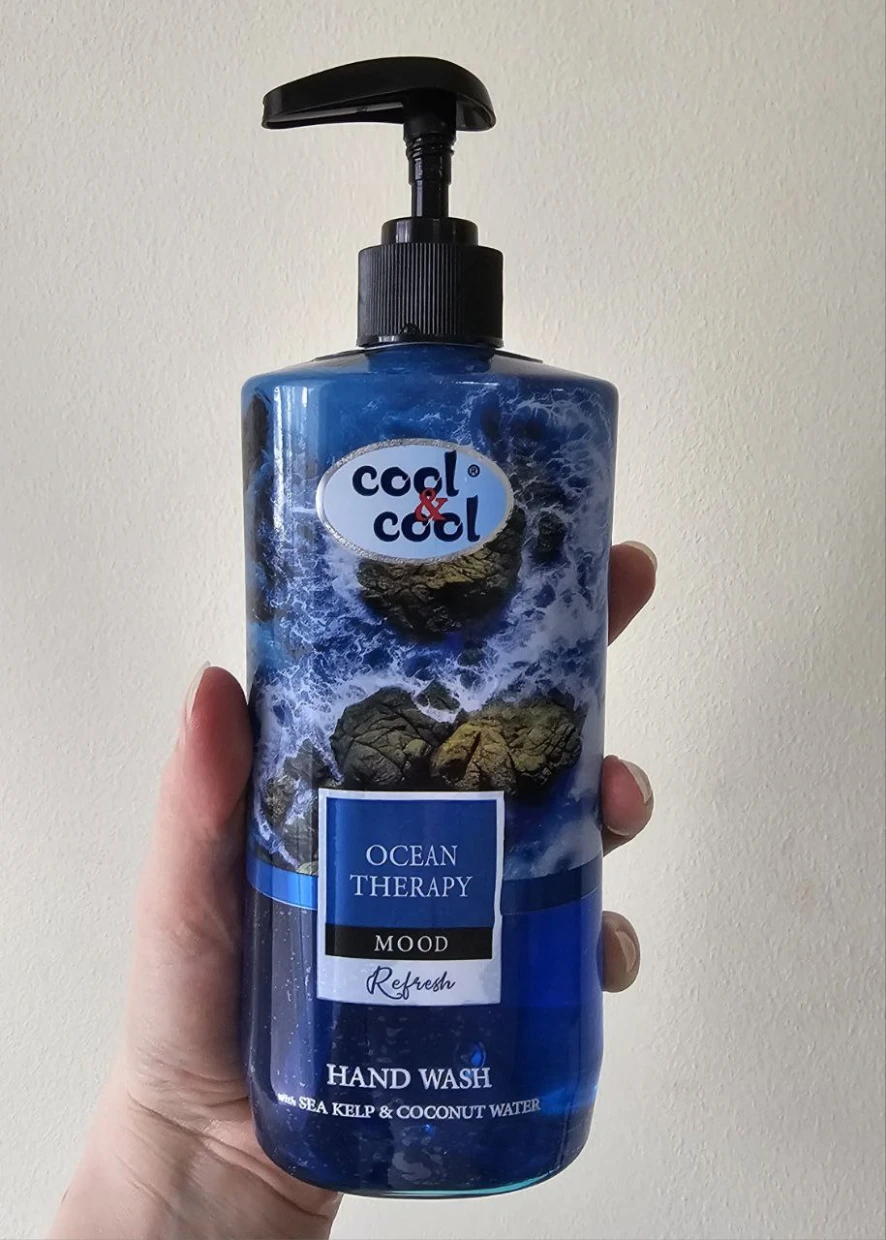 cool®
&
cool
OCEAN
THERAPY
MOOD
Refresh
HAND WASH
with SEA KELP & COCONUT WATER